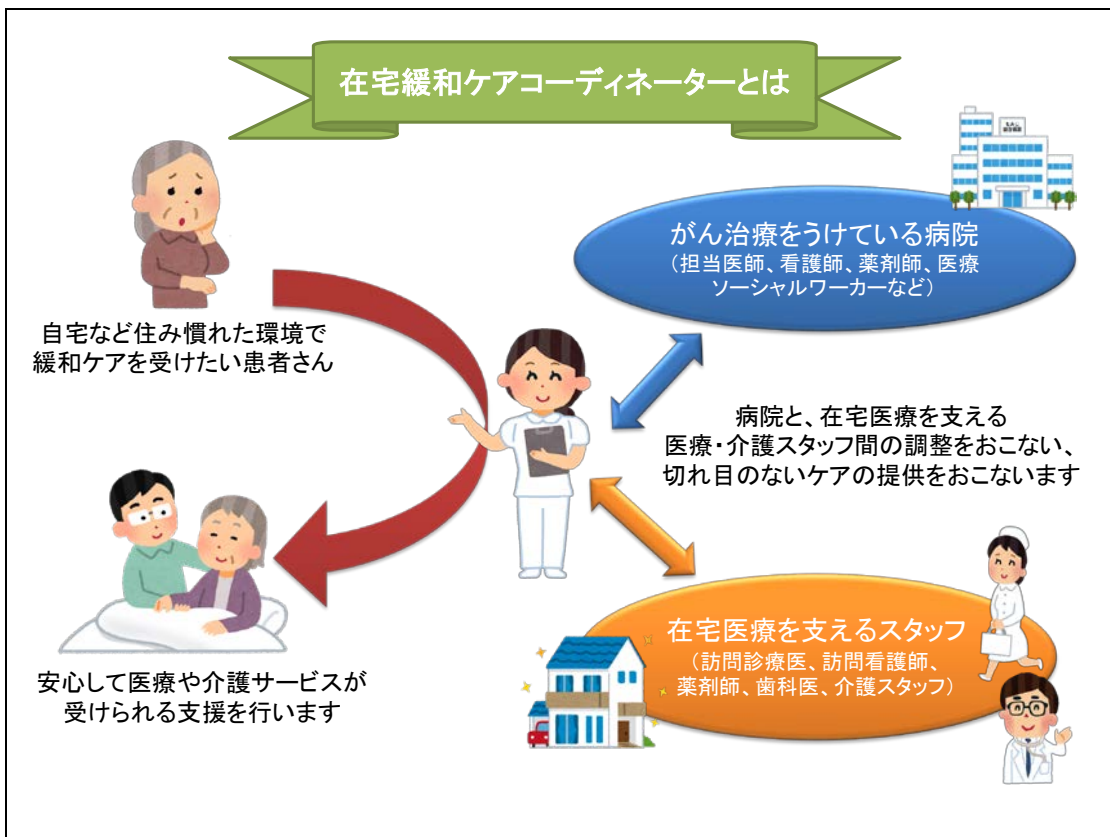 在宅緩和ケアコーディネーターとは
自宅など住み慣れた環境で
緩和ケアを受けたい患者さん
がん治療をうけている病院
（担当医師、看護師、薬剤師、医療
ソーシャルワーカーなど）
病院と、在宅医療を支える
医療・介護スタッフ間の調整をおこない、
切れ目のないケアの提供をおこないます
在宅医療を支えるスタッフ
（訪問診療医、訪問看護師、
薬剤師、歯科医、介護スタッフ）
安心して医療や介護サービスが
受けられる支援を行います